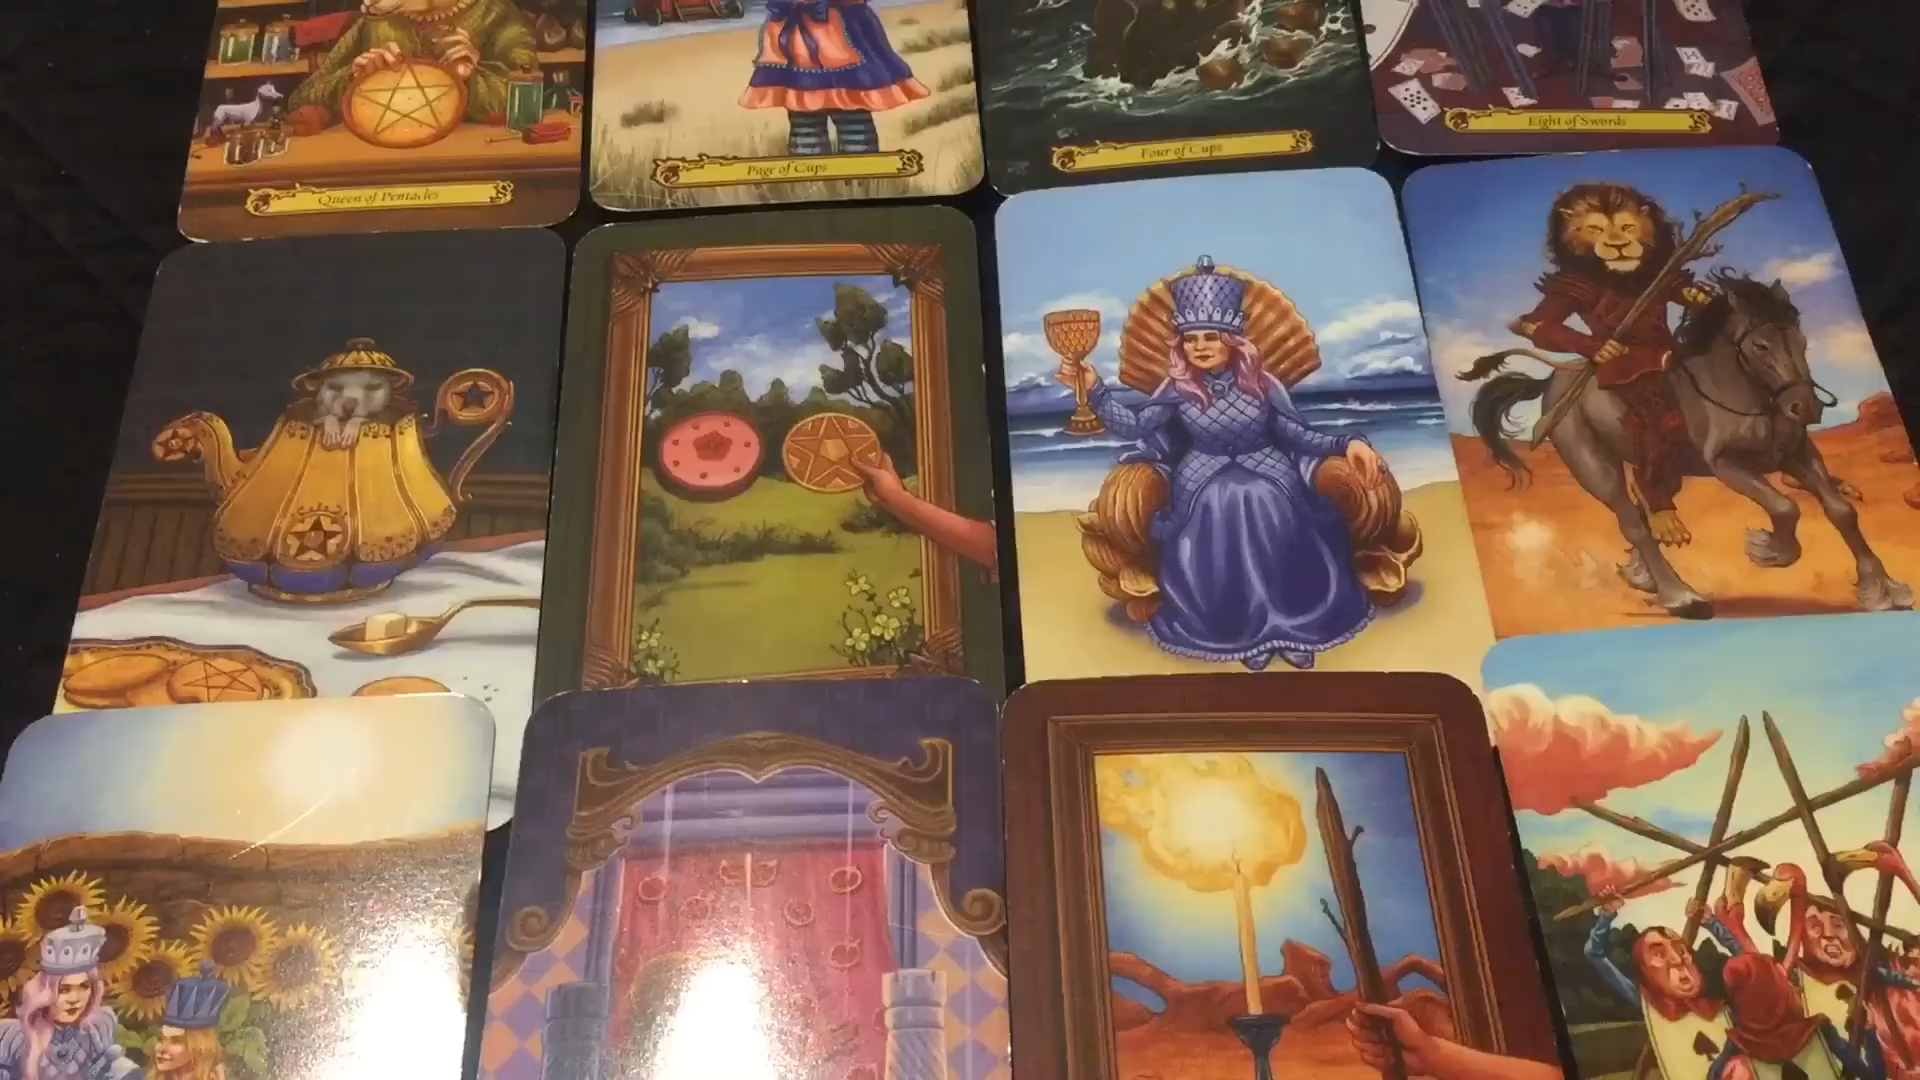 Queen of Pentacles
Page of Cups
Four of Cups
Eight of Swords